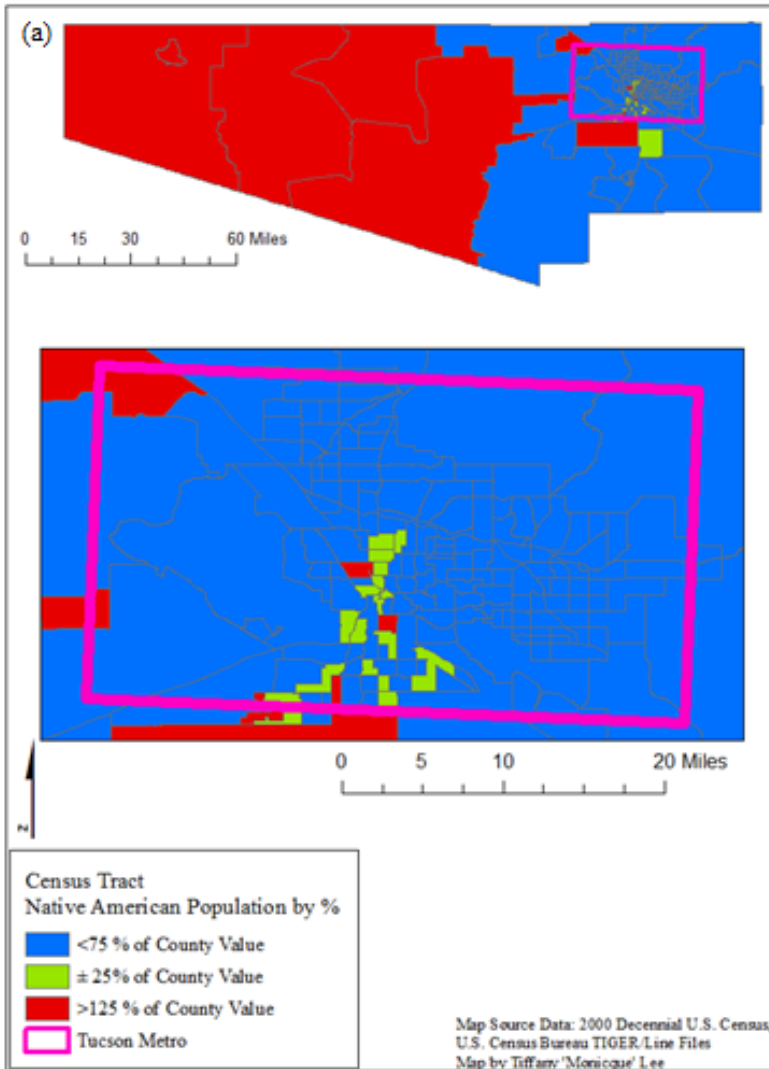 (a)
0 15 30 60 Miles
0 5 10 20 Miles
N
Census Tract
Native American Population by %
<75 % of County Value
± 25% of County Value
>125 % of County Value
Tucson Metro
Map Source Data: 2000 Decennial U.S. Census,
U.S. Census Bureau TIGER/Line Files
Map by Tiffany 'Monicque' Lee